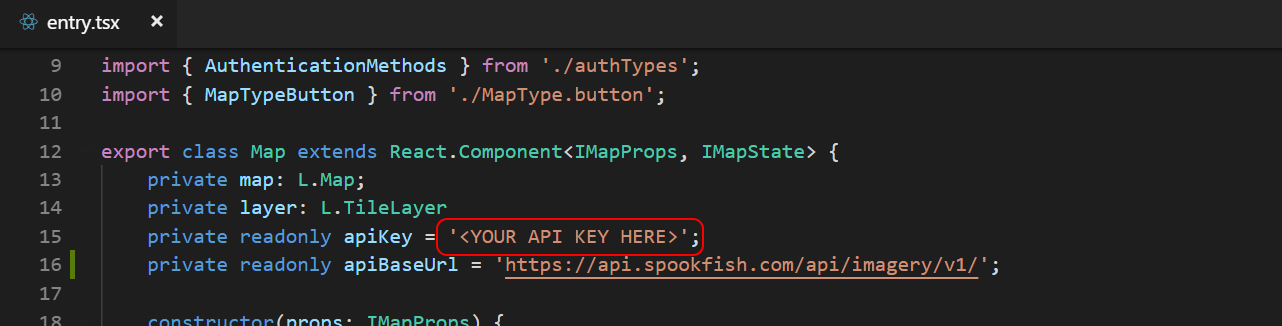 entry.tsx ×
9 import { AuthenticationMethods } from './authTypes';
10 import { MapTypeButton } from './MapType.button';
11
12 export class Map extends React.Component<IMapProps, IMapState> {
13 private map: L.Map;
14 private layer: L.TileLayer
15 private readonly apiKey = '<YOUR API KEY HERE>';
16 private readonly apiBaseUrl = 'https://api.spookfish.com/api/imagery/v1/';
17
18 constructor(props: IMapProps) {